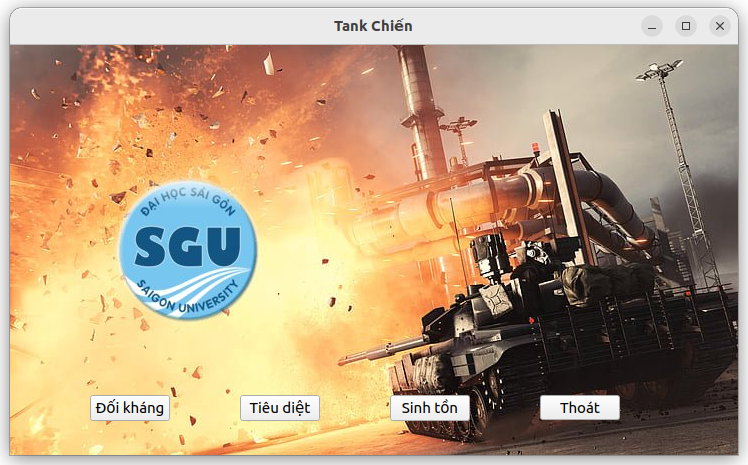 Tank Chiến
ĐẠI HỌC SÀI GÒN
SGU
SAIGON UNIVERSITY
Đối kháng
Tiêu diệt
Sinh tồn
Thoát